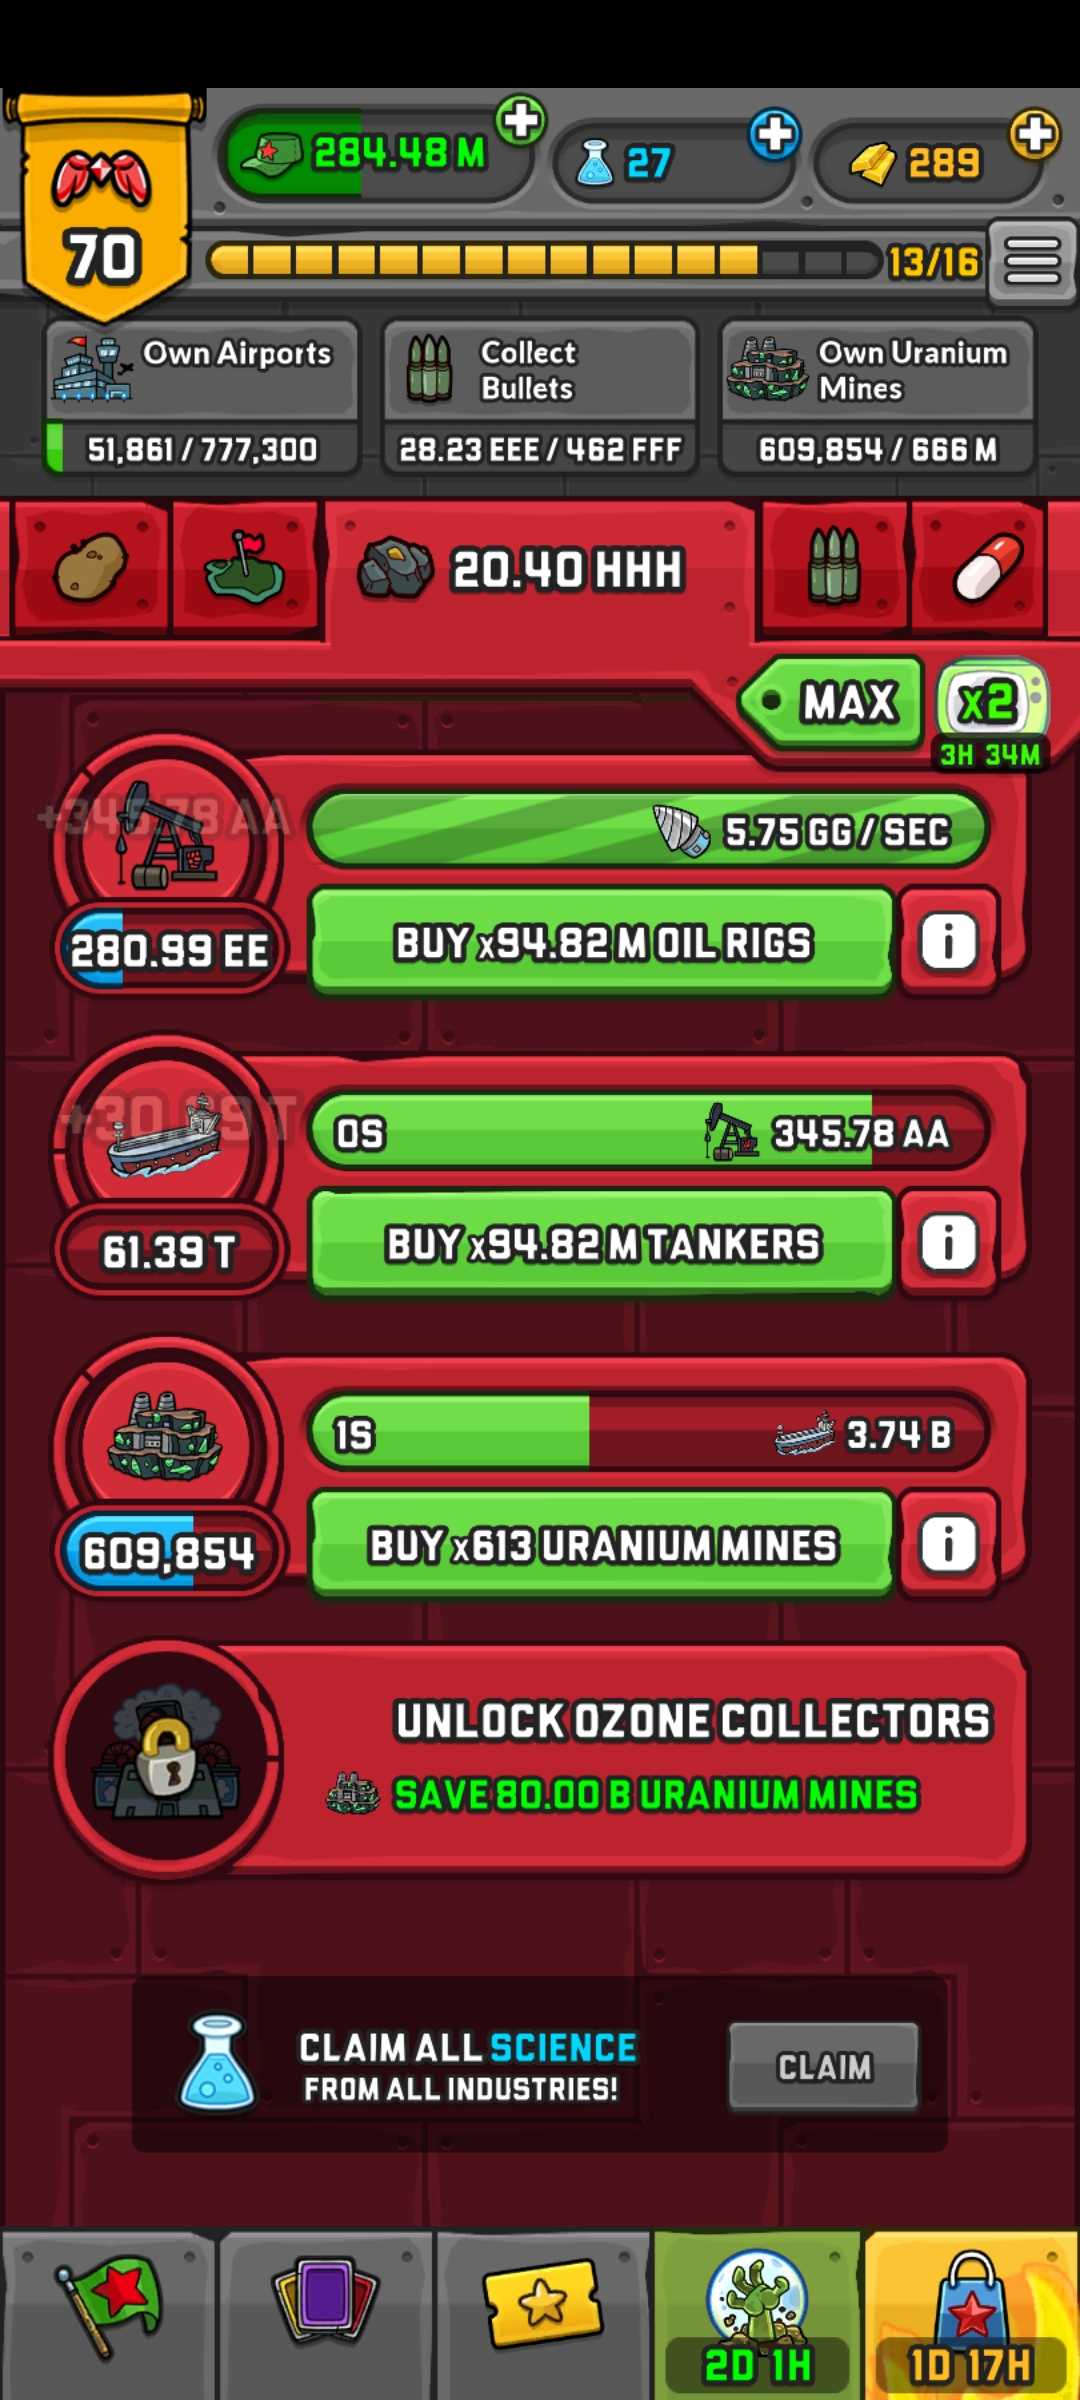 284.48 M
27
289
70
13/16
Own Airports
51,861 / 777,300
Collect
Bullets
28.23 EEE / 462 FFF
Own Uranium
Mines
609,854 / 666 M
20.40 HHH
MAX
x2
3H 34M
+345.78 AA
5.75 GG / SEC
280.99 EE
BUY x94.82 M OIL RIGS
i
0S
345.78 AA
61.39 T
BUY x94.82 M TANKERS
i
1S
3.74 B
609,854
BUY x613 URANIUM MINES
i
UNLOCK OZONE COLLECTORS
SAVE 80.00 B URANIUM MINES
CLAIM ALL SCIENCE
FROM ALL INDUSTRIES!
CLAIM
2D 1H
1D 17H